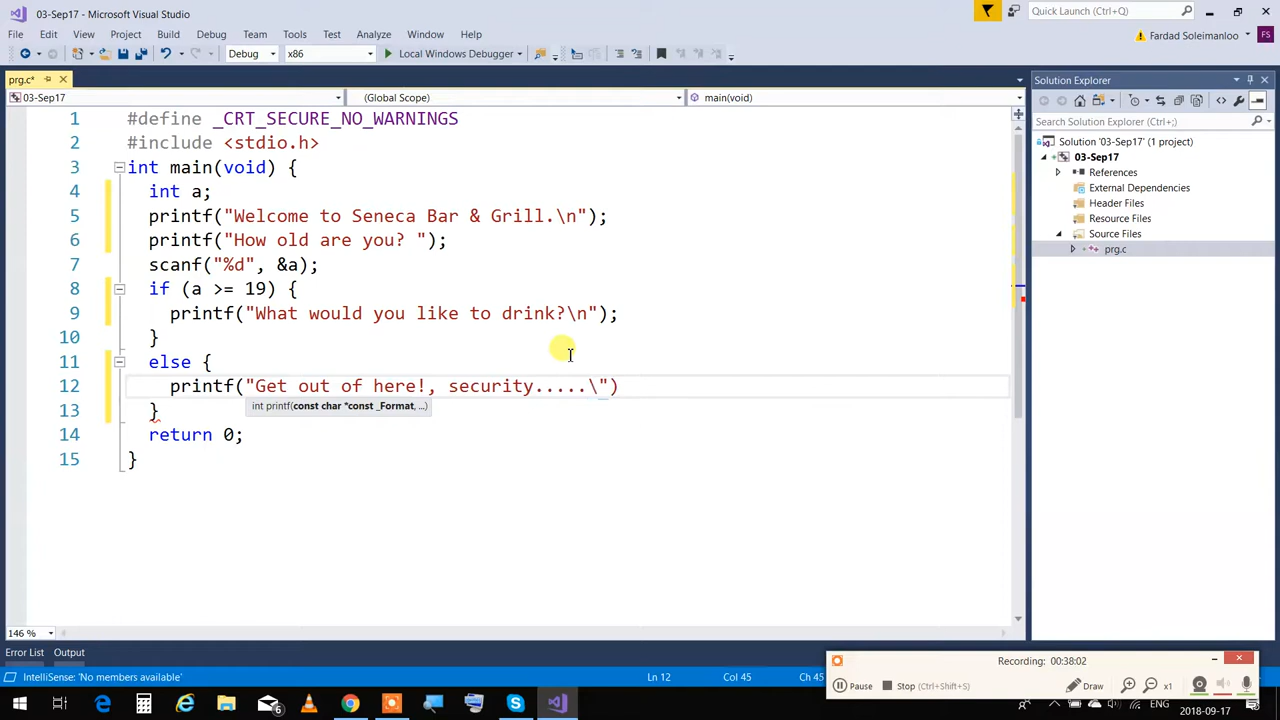 03-Sep17 - Microsoft Visual Studio
Quick Launch (Ctrl+Q)
File Edit View Project Build Debug Team Tools Test Analyze Window Help
Fardad Soleimanloo FS
Debug x86 Local Windows Debugger
prg.c*
Solution Explorer
03-Sep17 (Global Scope) main(void)
Search Solution Explorer (Ctrl+;)
Solution '03-Sep17' (1 project)
03-Sep17
References
External Dependencies
Header Files
Resource Files
Source Files
prg.c
1 #define _CRT_SECURE_NO_WARNINGS
2 #include <stdio.h>
3 int main(void) {
4 int a;
5 printf("Welcome to Seneca Bar & Grill.\n");
6 printf("How old are you? ");
7 scanf("%d", &a);
8 if (a >= 19) {
9 printf("What would you like to drink?\n");
10 }
11 else {
12 printf("Get out of here!, security.....\")
int printf(const char *const _Format, ...)
13 }
14 return 0;
15 }
146 %
Error List Output
IntelliSense: 'No members available' Ln 12 Col 45 Ch 45
Recording: 00:38:02
Pause Stop (Ctrl+Shift+S) Draw x1
6
ENG 2018-09-17